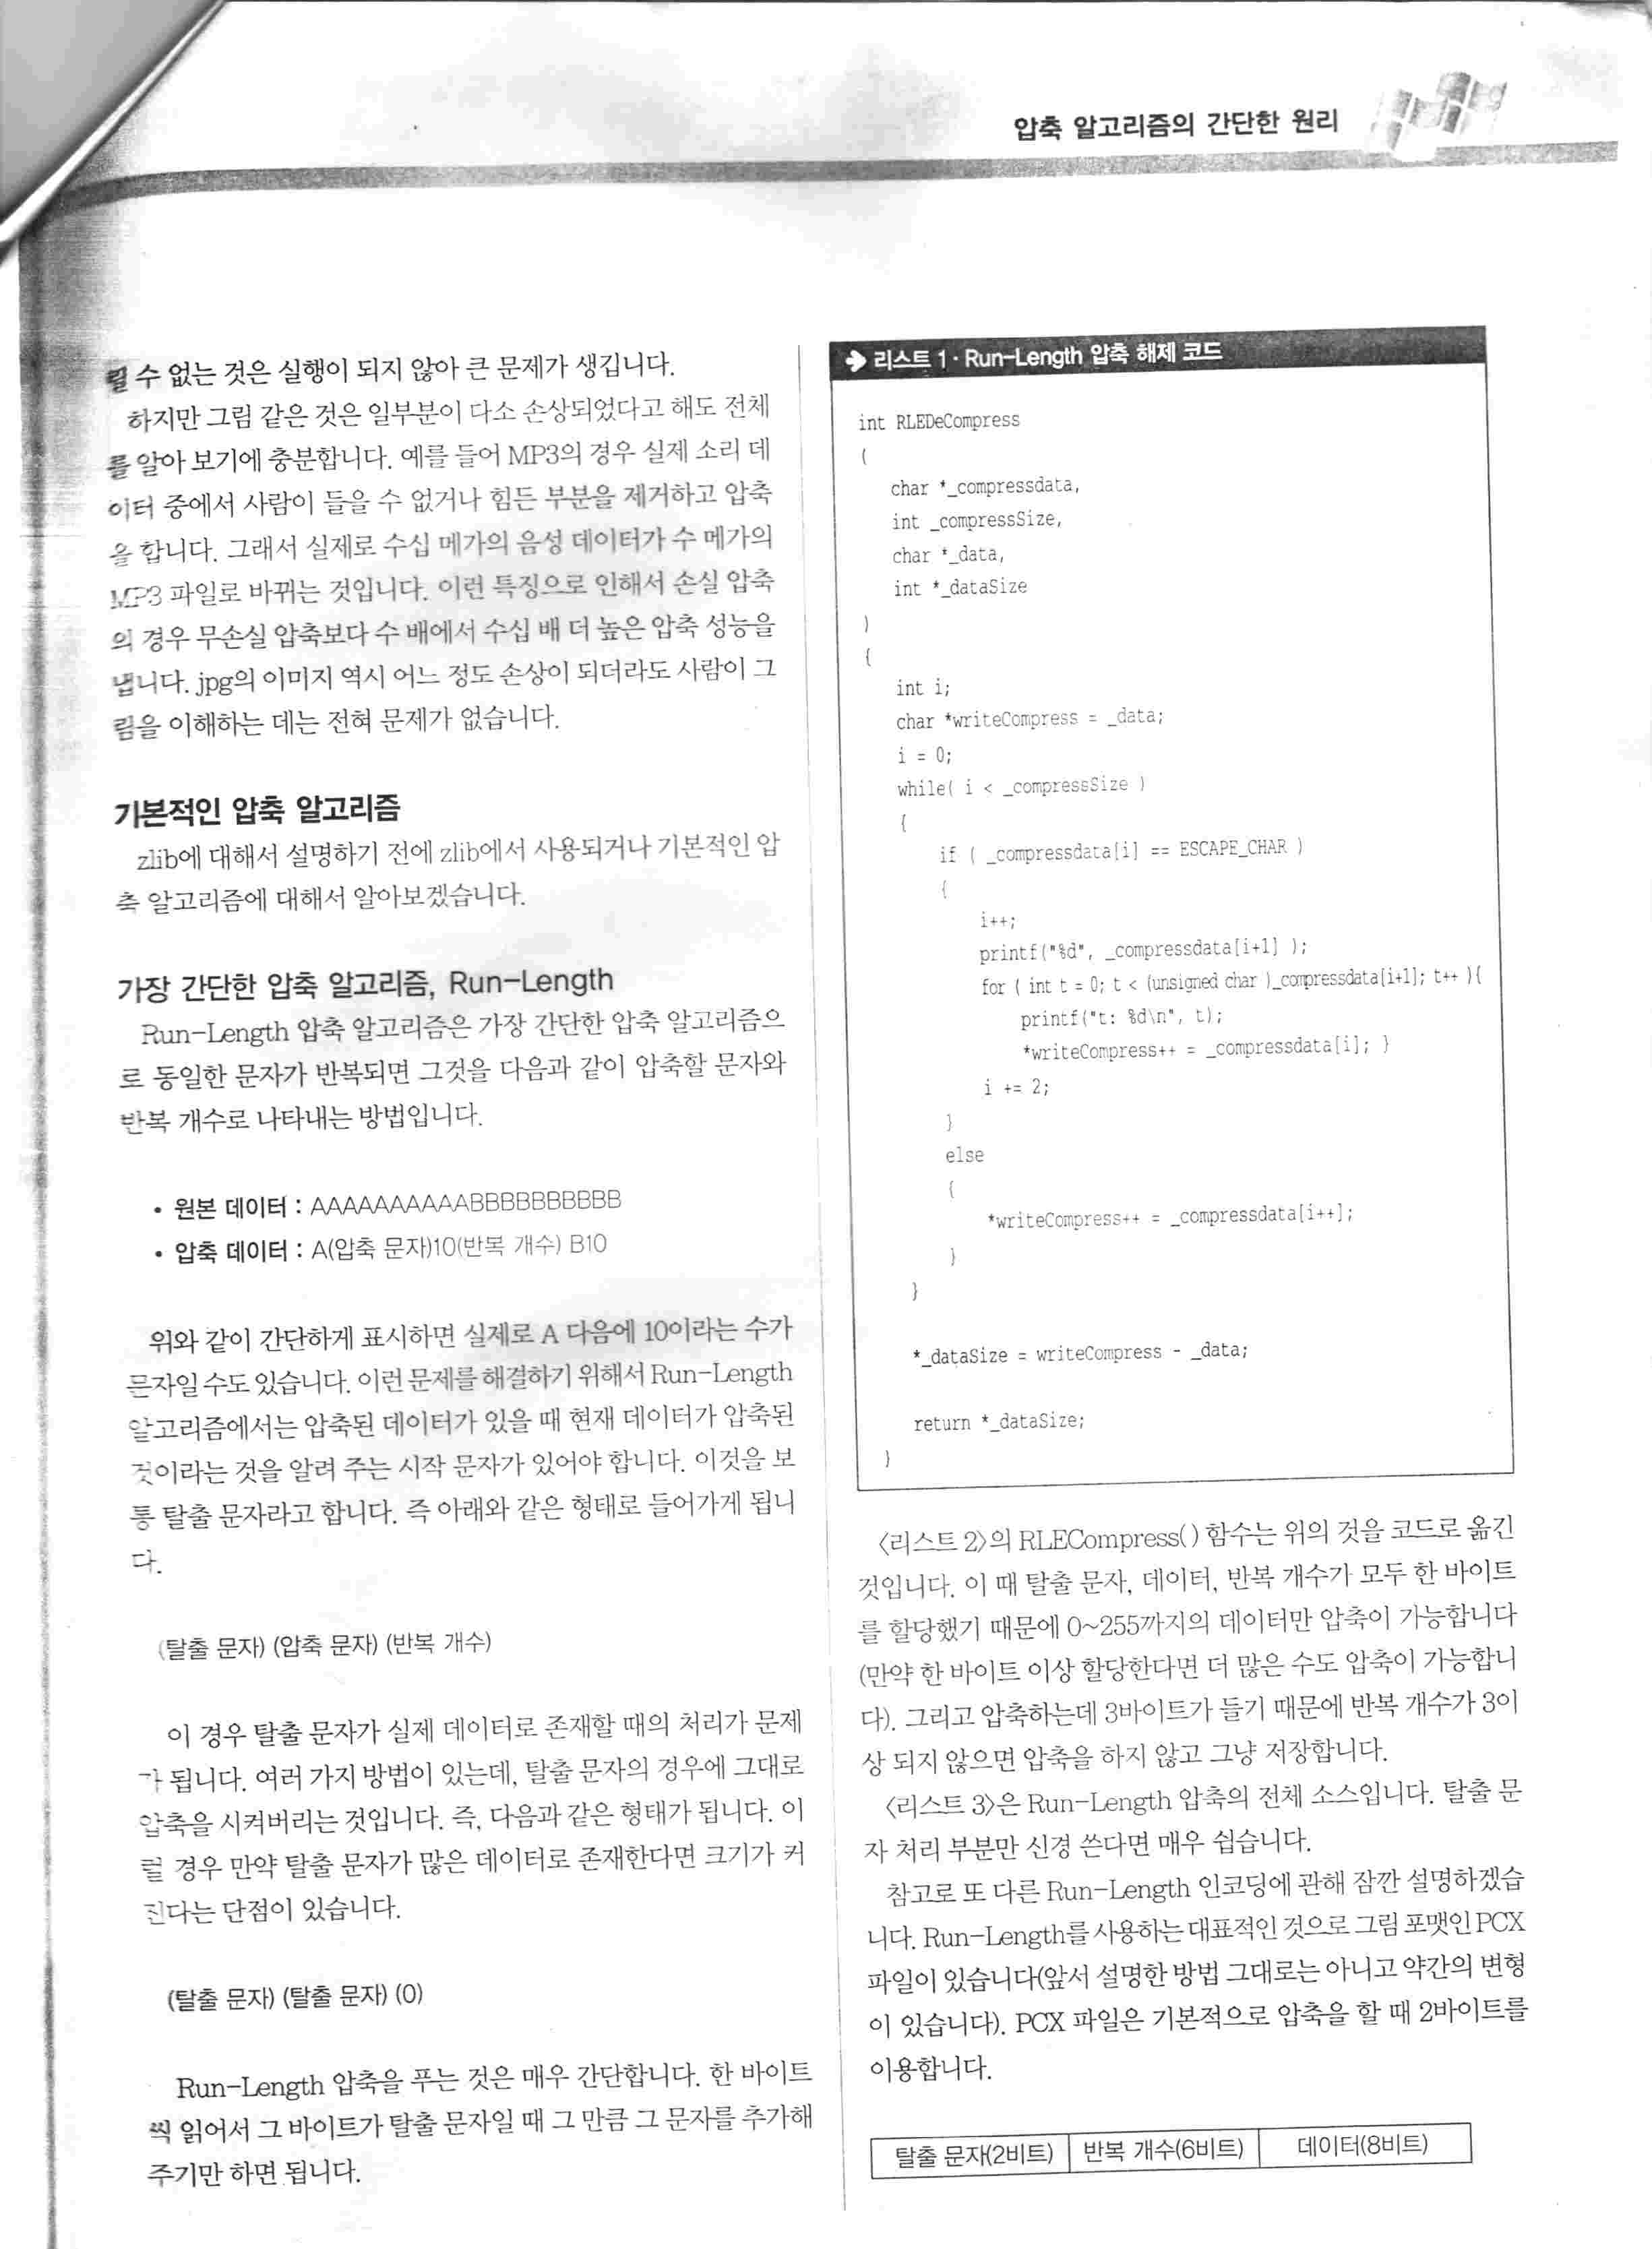 압축 알고리즘의 간단한 원리
릴 수 없는 것은 실행이 되지 않아 큰 문제가 생깁니다.
하지만 그림 같은 것은 일부분이 다소 손상되었다고 해도 전체
를 알아 보기에 충분합니다. 예를 들어 MP3의 경우 실제 소리 데
이터 중에서 사람이 들을 수 없거나 힘든 부분을 제거하고 압축
을 합니다. 그래서 실제로 수십 메가의 음성 데이터가 수 메가의
MP3 파일로 바뀌는 것입니다. 이런 특징으로 인해서 손실 압축
의 경우 무손실 압축보다 수 배에서 수십 배 더 높은 압축 성능을
냅니다. jpg의 이미지 역시 어느 정도 손상이 되더라도 사람이 그
림을 이해하는 데는 전혀 문제가 없습니다.
기본적인 압축 알고리즘
zlib에 대해서 설명하기 전에 zlib에서 사용되거나 기본적인 압
축 알고리즘에 대해서 알아보겠습니다.
가장 간단한 압축 알고리즘, Run-Length
Run-Length 압축 알고리즘은 가장 간단한 압축 알고리즘으
로 동일한 문자가 반복되면 그것을 다음과 같이 압축할 문자와
반복 개수로 나타내는 방법입니다.
• 원본 데이터 : AAAAAAAAAABBBBBBBBBB
• 압축 데이터 : A(압축 문자)10(반복 개수) B10
위와 같이 간단하게 표시하면 실제로 A 다음에 10이라는 수가
문자일 수도 있습니다. 이런 문제를 해결하기 위해서 Run-Length
알고리즘에서는 압축된 데이터가 있을 때 현재 데이터가 압축된
것이라는 것을 알려 주는 시작 문자가 있어야 합니다. 이것을 보
통 탈출 문자라고 합니다. 즉 아래와 같은 형태로 들어가게 됩니
다.
(탈출 문자) (압축 문자) (반복 개수)
이 경우 탈출 문자가 실제 데이터로 존재할 때의 처리가 문제
가 됩니다. 여러 가지 방법이 있는데, 탈출 문자의 경우에 그대로
압축을 시켜버리는 것입니다. 즉, 다음과 같은 형태가 됩니다. 이
럴 경우 만약 탈출 문자가 많은 데이터로 존재한다면 크기가 커
진다는 단점이 있습니다.
(탈출 문자) (탈출 문자) (0)
Run-Length 압축을 푸는 것은 매우 간단합니다. 한 바이트
씩 읽어서 그 바이트가 탈출 문자일 때 그 만큼 그 문자를 추가해
주기만 하면 됩니다.
➔ 리스트 1 · Run-Length 압축 해제 코드
int RLEDeCompress
(
char *_compressdata,
int _compressSize,
char *_data,
int *_dataSize
)
{
int i;
char *writeCompress = _data;
i = 0;
while( i < _compressSize )
{
if ( _compressdata[i] == ESCAPE_CHAR )
{
i++;
printf("%d", _compressdata[i+1] );
for ( int t = 0; t < (unsigned char )_compressdata[i+1]; t++ ){
printf("t: %d\n", t);
*writeCompress++ = _compressdata[i]; }
i += 2;
}
else
{
*writeCompress++ = _compressdata[i++];
}
}
*_dataSize = writeCompress - _data;
return *_dataSize;
}
〈리스트 2〉의 RLECompress( ) 함수는 위의 것을 코드로 옮긴
것입니다. 이 때 탈출 문자, 데이터, 반복 개수가 모두 한 바이트
를 할당했기 때문에 0~255까지의 데이터만 압축이 가능합니다
(만약 한 바이트 이상 할당한다면 더 많은 수도 압축이 가능합니
다). 그리고 압축하는데 3바이트가 들기 때문에 반복 개수가 3이
상 되지 않으면 압축을 하지 않고 그냥 저장합니다.
〈리스트 3〉은 Run-Length 압축의 전체 소스입니다. 탈출 문
자 처리 부분만 신경 쓴다면 매우 쉽습니다.
참고로 또 다른 Run-Length 인코딩에 관해 잠깐 설명하겠습
니다. Run-Length를 사용하는 대표적인 것으로 그림 포맷인 PCX
파일이 있습니다(앞서 설명한 방법 그대로는 아니고 약간의 변형
이 있습니다). PCX 파일은 기본적으로 압축을 할 때 2바이트를
이용합니다.
탈출 문자(2비트) 반복 개수(6비트) 데이터(8비트)